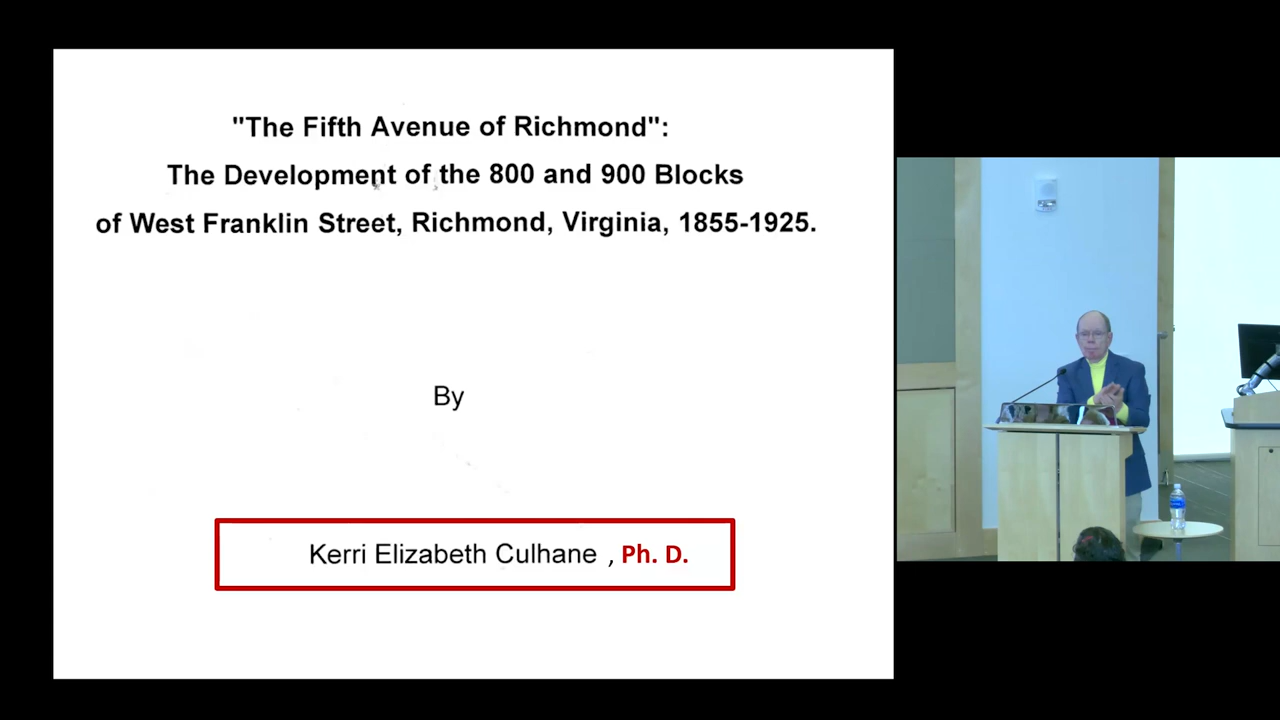 "The Fifth Avenue of Richmond":
The Development of the 800 and 900 Blocks
of West Franklin Street, Richmond, Virginia, 1855-1925.
By
Kerri Elizabeth Culhane , Ph. D.